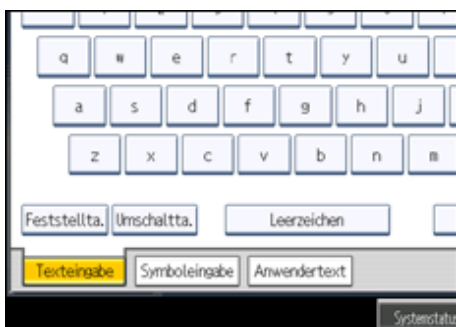 q w e r t y u
a s d f g h j
z x c v b n m
Feststellta. Umschaltta. Leerzeichen
Texteingabe Symboleingabe Anwendertext
Systemstatus